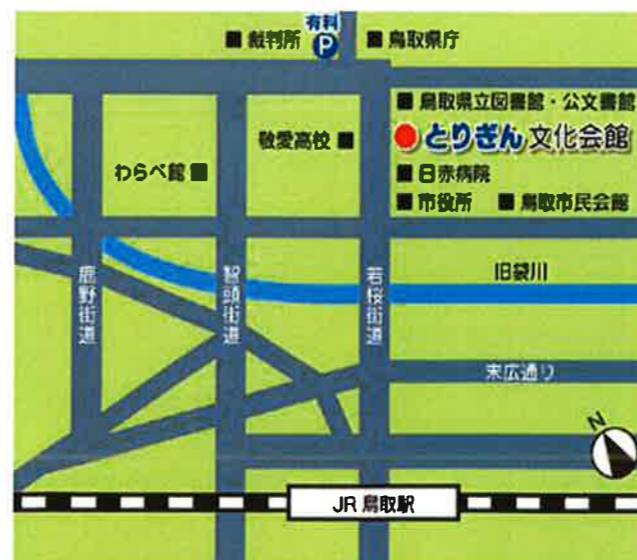 有料
P
裁判所
鳥取県庁
鳥取県立図書館・公文書館
とりぎん文化会館
敬愛高校
わらべ館
日赤病院
市役所
鳥取市民会館
旧袋川
鹿野街道
智頭街道
若桜街道
末広通り
N
JR 鳥取駅